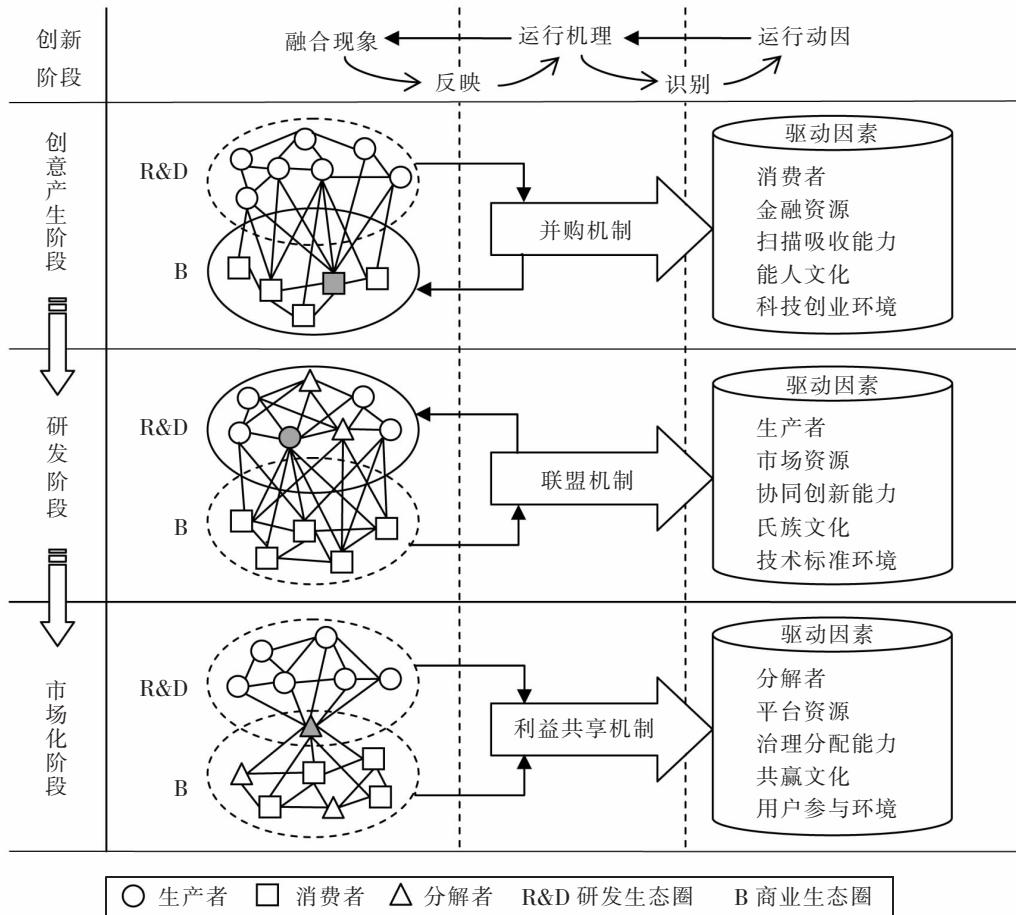 创新
阶段
融合现象
运行机理
运行动因
反映
识别
创意产生阶段
R&D
B
并购机制
驱动因素
消费者
金融资源
扫描吸收能力
能人文化
科技创业环境
研发阶段
R&D
B
联盟机制
驱动因素
生产者
市场资源
协同创新能力
氏族文化
技术标准环境
市场化阶段
R&D
B
利益共享机制
驱动因素
分解者
平台资源
治理分配能力
共赢文化
用户参与环境
生产者 消费者 分解者 R&D 研发生态圈 B 商业生态圈